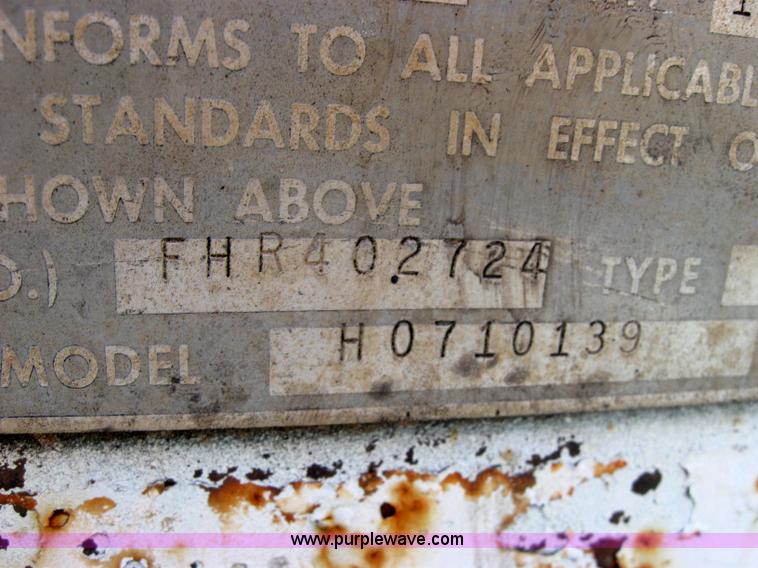 NFORMS TO ALL APPLICABL
STANDARDS IN EFFECT O
HOWN ABOVE
O.) FHR402724 TYPE
MODEL H0710139
www.purplewave.com